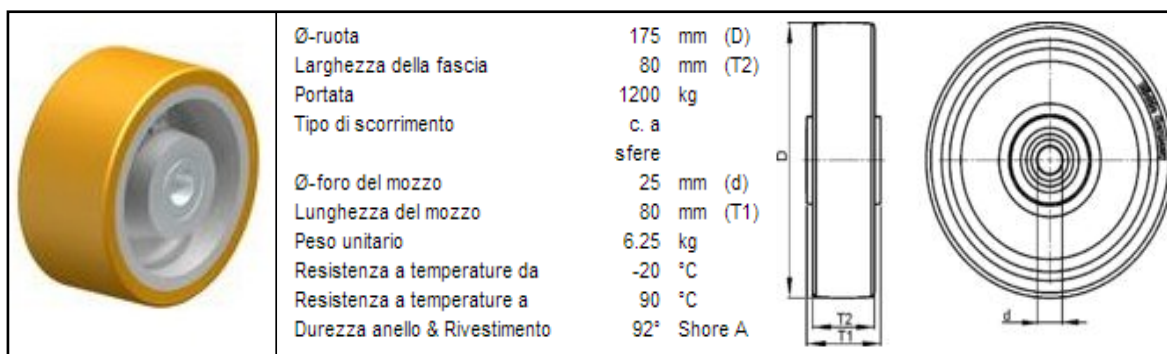 Ø-ruota 175 mm (D)
Larghezza della fascia 80 mm (T2)
Portata 1200 kg
Tipo di scorrimento c. a
sfere
Ø-foro del mozzo 25 mm (d)
Lunghezza del mozzo 80 mm (T1)
Peso unitario 6.25 kg
Resistenza a temperature da -20 °C
Resistenza a temperature a 90 °C
Durezza anello & Rivestimento 92° Shore A
D
T2
T1
d